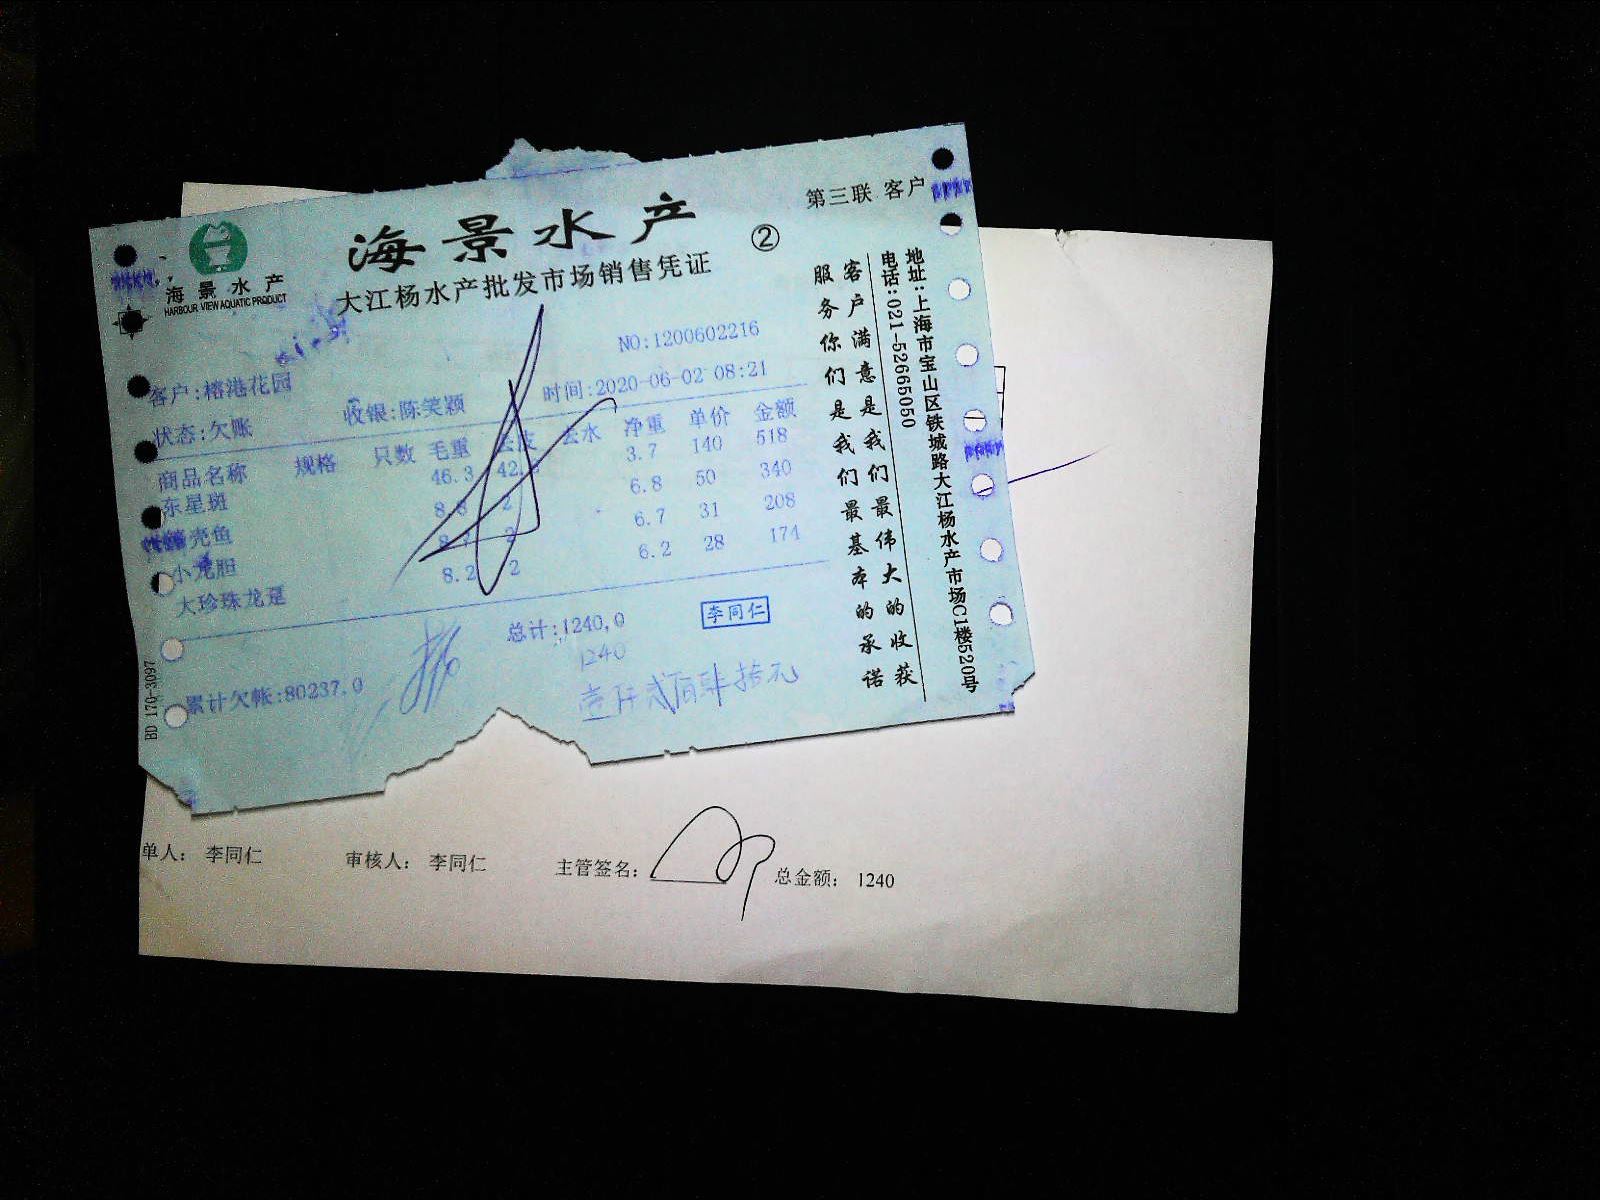 第三联 客户
海景水产
②
海景水产
HARBOUR VIEW AQUATIC PRODUCT
大江杨水产批发市场销售凭证
NO:1200602216
客户:榕港花园
收银:陈笑颖
时间:2020-06-02 08:21
状态:欠账
商品名称 规格 只数 毛重 去皮 去水 净重 单价 金额
东星斑 46.3 3.7 140 518
壳鱼 8.8 2 6.8 50 340
小龙胆 8.7 2 6.7 31 208
大珍珠龙趸 8.2 2 6.2 28 174
总计:1240.0
李同仁
1240
累计欠帐:80237.0
壹仟贰佰肆拾元
BD 170-3097
客户满意是我们最伟大的收获
服务你们是我们最基本的承诺
地址:上海市宝山区铁城路大江杨水产市场C1楼520号
电话:021-52665050
单人: 李同仁 审核人: 李同仁 主管签名: 总金额: 1240